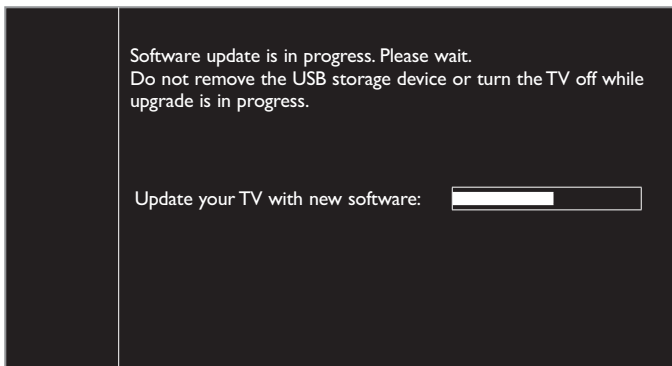 Software update is in progress. Please wait.
Do not remove the USB storage device or turn the TV off while
upgrade is in progress.
Update your TV with new software: